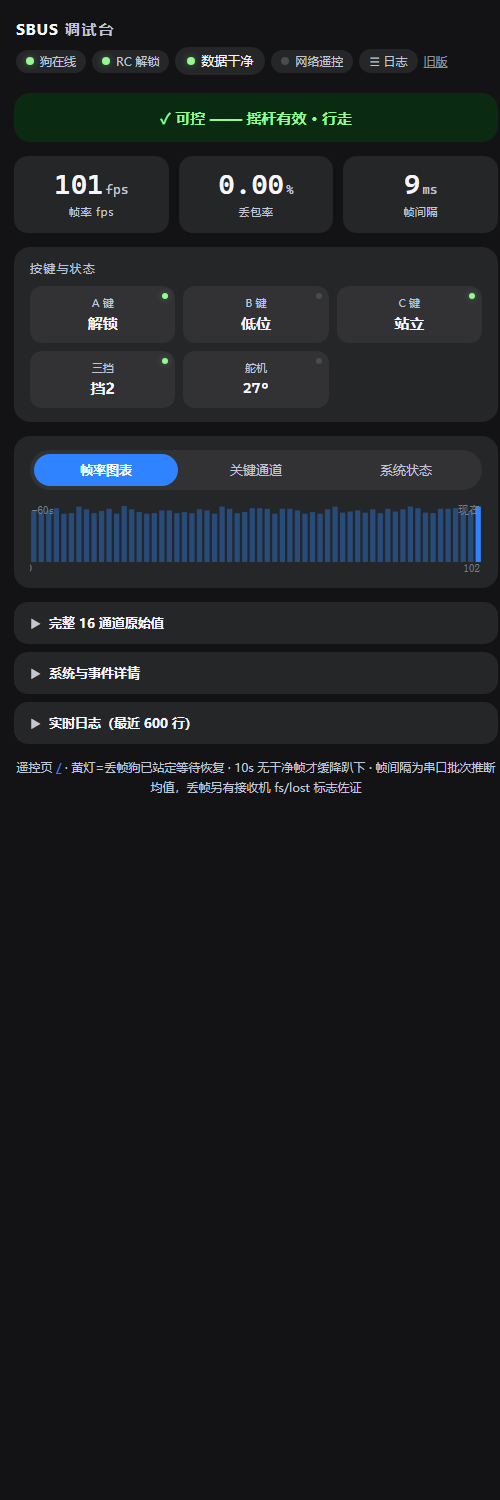 SBUS 调试台
狗在线 RC 解锁 数据干净 网络遥控 ☰ 日志 旧版
✓ 可控 —— 摇杆有效 · 行走
101 fps 0.00 % 9 ms
帧率 fps 丢包率 帧间隔
按键与状态
A 键 B 键 C 键
解锁 低位 站立
三挡 舵机
挡2 27°
帧率图表 关键通道 系统状态
-60s 现在
0 102
▶ 完整 16 通道原始值
▶ 系统与事件详情
▶ 实时日志（最近 600 行）
遥控页 / · 黄灯=丢帧狗已站定等待恢复 · 10s 无干净帧才缓降趴下 · 帧间隔为串口批次推断
均值，丢帧另有接收机 fs/lost 标志佐证